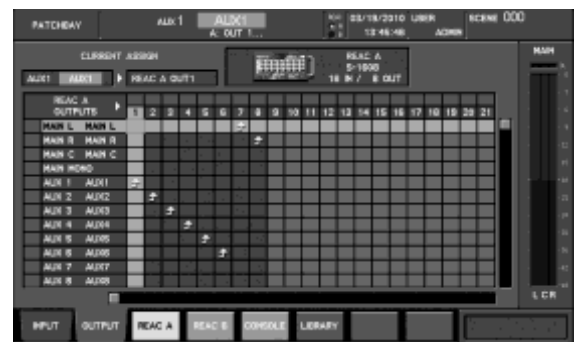 PATCHBAY
AUX 1
AUX1
A: OUT 1...
03/19/2010 USER
13:46:48 ADMIN
SCENE 000
CURRENT ASSIGN
AUX1 AUX1 REAC A OUT1
REAC A
S-1608
16 IN / 8 OUT
MAIN
REAC A
OUTPUTS
1 2 3 4 5 6 7 8 9 10 11 12 13 14 15 16 17 18 19 20 21
MAIN L MAIN L
MAIN R MAIN R
MAIN C MAIN C
MAIN MONO
AUX 1 AUX1
AUX 2 AUX2
AUX 3 AUX3
AUX 4 AUX4
AUX 5 AUX5
AUX 6 AUX6
AUX 7 AUX7
AUX 8 AUX8
L C R
INPUT OUTPUT REAC A REAC B CONSOLE LIBRARY